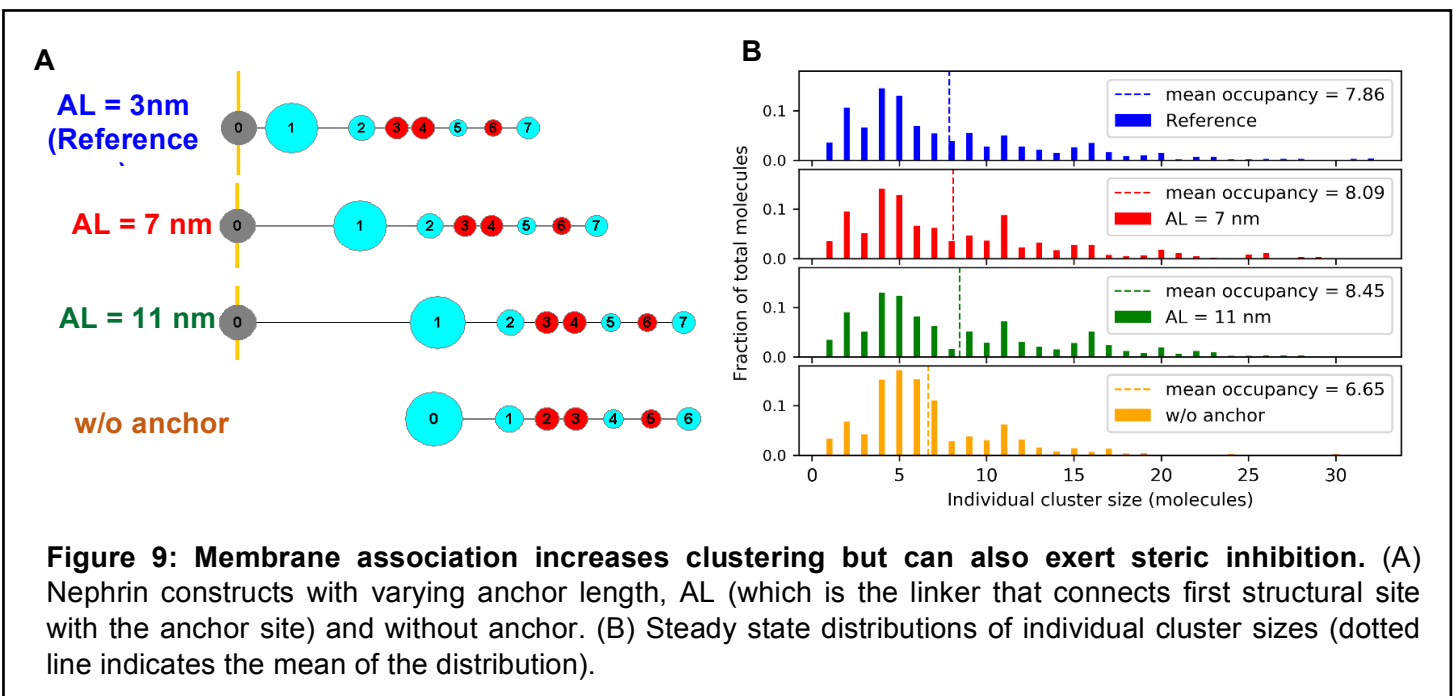 A
AL = 3nm
(Reference
0 1 2 3 4 5 6 7
AL = 7 nm
0 1 2 3 4 5 6 7
AL = 11 nm
0 1 2 3 4 5 6 7
w/o anchor
0 1 2 3 4 5 6
B
Fraction of total molecules
0.1
0.0
mean occupancy = 7.86
Reference
0.1
0.0
mean occupancy = 8.09
AL = 7 nm
0.1
0.0
mean occupancy = 8.45
AL = 11 nm
0.1
0.0
mean occupancy = 6.65
w/o anchor
0 5 10 15 20 25 30
Individual cluster size (molecules)
Figure 9: Membrane association increases clustering but can also exert steric inhibition. (A)
Nephrin constructs with varying anchor length, AL (which is the linker that connects first structural site
with the anchor site) and without anchor. (B) Steady state distributions of individual cluster sizes (dotted
line indicates the mean of the distribution).